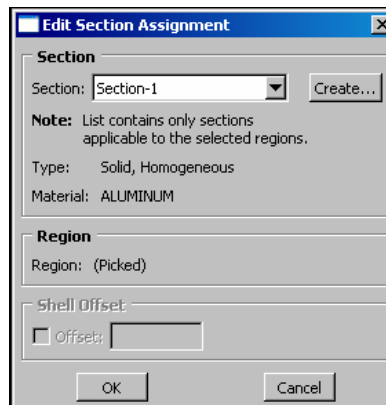 Edit Section Assignment
Section
Section: Section-1 Create...
Note: List contains only sections
applicable to the selected regions.
Type: Solid, Homogeneous
Material: ALUMINUM
Region
Region: (Picked)
Shell Offset
Offset:
OK Cancel